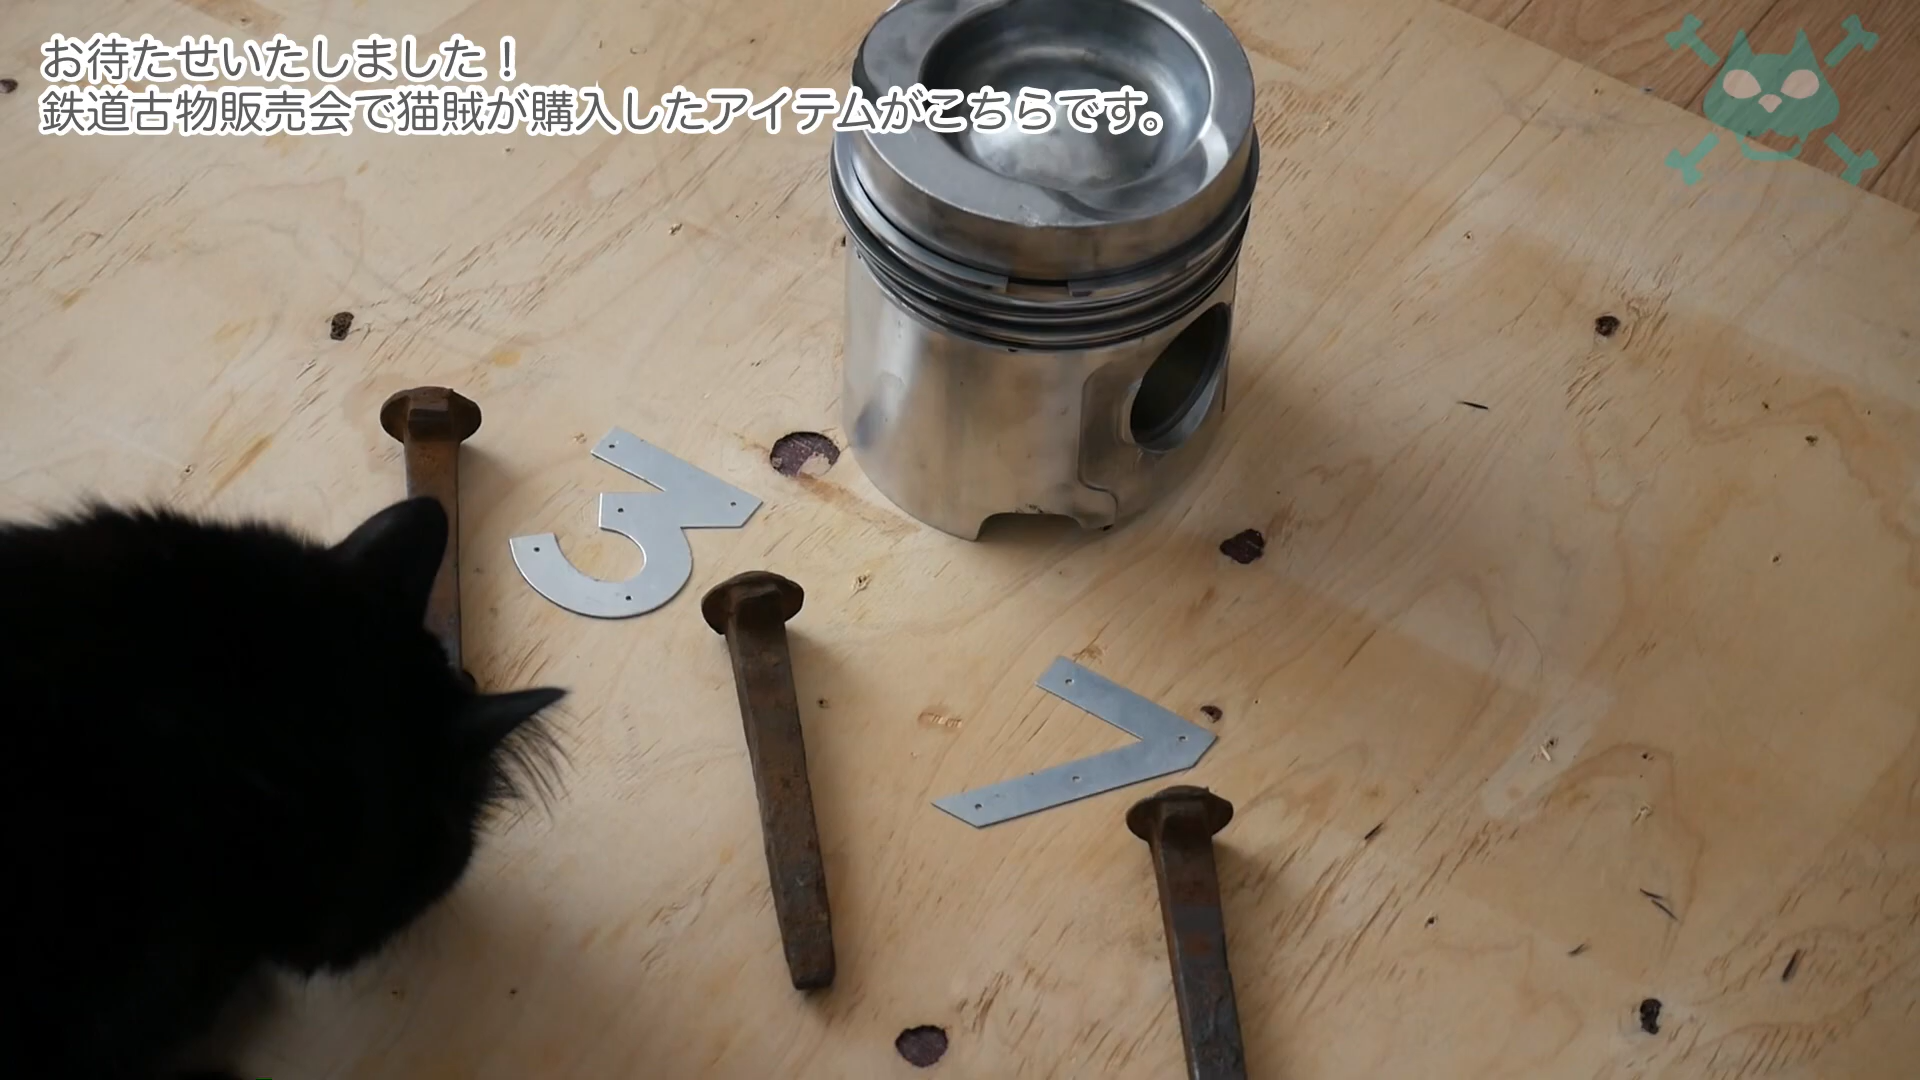 お待たせいたしました！
鉄道古物販売会で猫賊が購入したアイテムがこちらです。
3
7